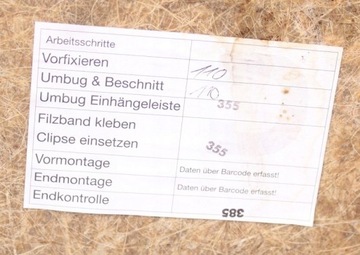 Arbeitsschritte
Vorfixieren 110
Umbug & Beschnitt
Umbug Einhängeleiste 355
Filzband kleben
Clipse einsetzen 355
Vormontage Daten über Barcode erfasst!
Endmontage Daten über Barcode erfasst!
Endkontrolle 385